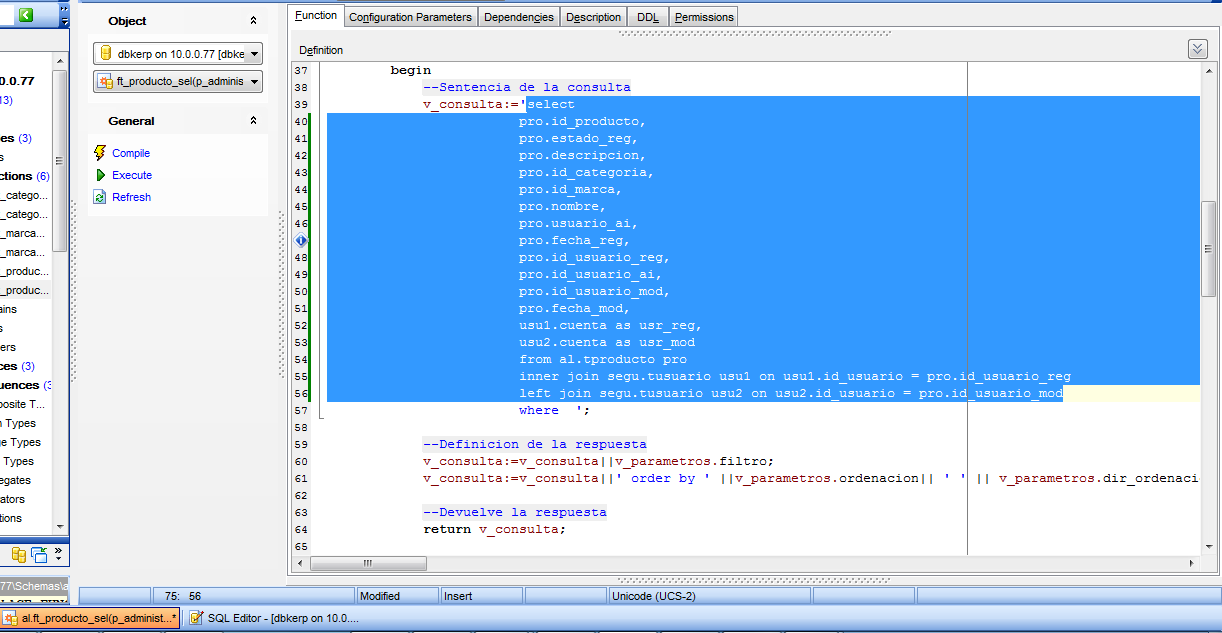 Object
dbkerp on 10.0.0.77 [dbke
ft_producto_sel(p_adminis
General
Compile
Execute
Refresh
0.0.77
13)
es (3)
s
ctions (6)
_catego...
_catego...
_marca...
_marca...
_produc...
_produc...
ains
s
ers
ces (3)
uences (3
posite T...
n Types
ge Types
Types
egates
ators
tions
77\Schemas\a
Function
Configuration Parameters
Dependencies
Description
DDL
Permissions
Definition
37 begin
38 --Sentencia de la consulta
39 v_consulta:='select
40 pro.id_producto,
41 pro.estado_reg,
42 pro.descripcion,
43 pro.id_categoria,
44 pro.id_marca,
45 pro.nombre,
46 pro.usuario_ai,
pro.fecha_reg,
48 pro.id_usuario_reg,
49 pro.id_usuario_ai,
50 pro.id_usuario_mod,
51 pro.fecha_mod,
52 usu1.cuenta as usr_reg,
53 usu2.cuenta as usr_mod
54 from al.tproducto pro
55 inner join segu.tusuario usu1 on usu1.id_usuario = pro.id_usuario_reg
56 left join segu.tusuario usu2 on usu2.id_usuario = pro.id_usuario_mod
57 where ';
58
59 --Definicion de la respuesta
60 v_consulta:=v_consulta||v_parametros.filtro;
61 v_consulta:=v_consulta||' order by ' ||v_parametros.ordenacion|| ' ' || v_parametros.dir_ordenaci
62
63 --Devuelve la respuesta
64 return v_consulta;
65
75: 56
Modified
Insert
Unicode (UCS-2)
al.ft_producto_sel(p_administ...*
SQL Editor - [dbkerp on 10.0....